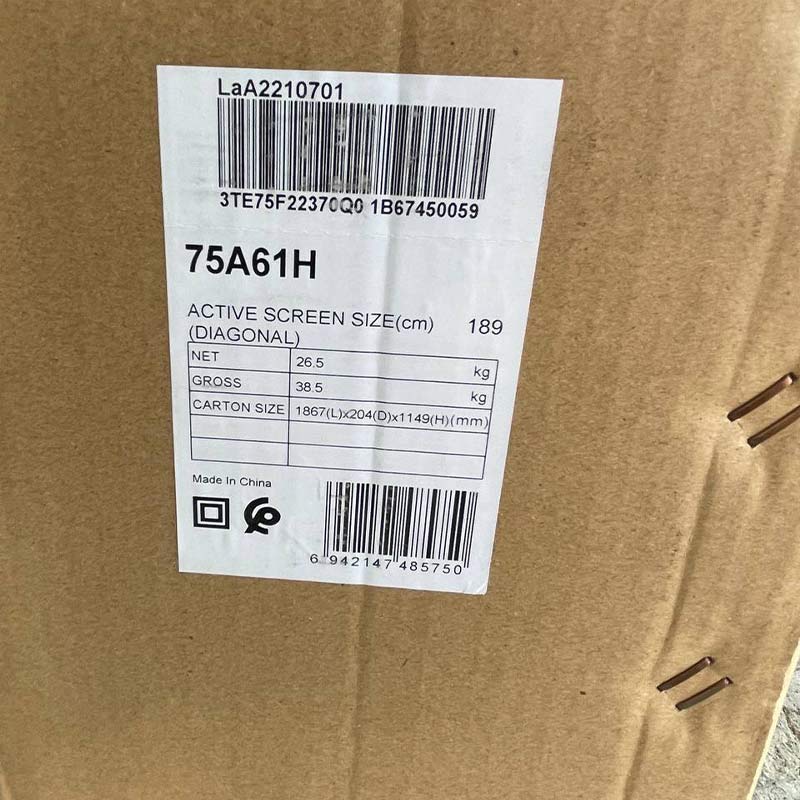 LaA2210701
3TE75F22370Q0 1B67450059
75A61H
ACTIVE SCREEN SIZE(cm) 189
(DIAGONAL)
NET 26.5 kg
GROSS 38.5 kg
CARTON SIZE 1867(L)x204(D)x1149(H)(mm)
Made In China
6 942147 485750